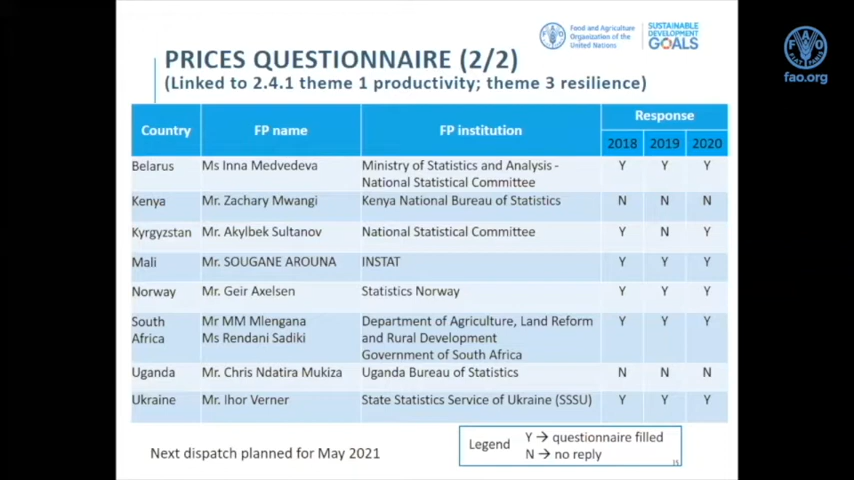 Food and Agriculture
Organization of the
United Nations
SUSTAINABLE
DEVELOPMENT
GOALS
FAO
FIAT PANIS
fao.org
PRICES QUESTIONNAIRE (2/2)
(Linked to 2.4.1 theme 1 productivity; theme 3 resilience)
Country FP name FP institution Response
2018 2019 2020
Belarus Ms Inna Medvedeva Ministry of Statistics and Analysis - Y Y Y
National Statistical Committee
Kenya Mr. Zachary Mwangi Kenya National Bureau of Statistics N N N
Kyrgyzstan Mr. Akylbek Sultanov National Statistical Committee Y N Y
Mali Mr. SOUGANE AROUNA INSTAT Y Y Y
Norway Mr. Geir Axelsen Statistics Norway Y Y Y
South Mr MM Mlengana Department of Agriculture, Land Reform Y Y Y
Africa Ms Rendani Sadiki and Rural Development
Government of South Africa
Uganda Mr. Chris Ndatira Mukiza Uganda Bureau of Statistics N N N
Ukraine Mr. Ihor Verner State Statistics Service of Ukraine (SSSU) Y Y Y
Next dispatch planned for May 2021
Legend Y → questionnaire filled
N → no reply
15